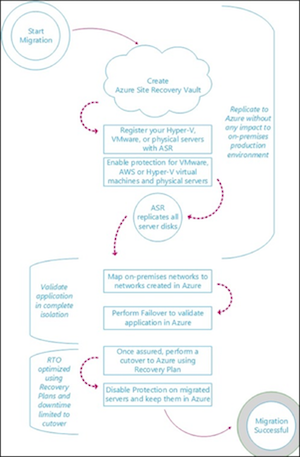 Start
Migration
Create
Azure Site Recovery Vault
Replicate to
Azure without
any impact to
on-premises
production
environment
Register your Hyper-V,
VMware, or physical servers
with ASR
Enable protection for VMware,
AWS or Hyper-V virtual
machines and physical servers
ASR
replicates all
server disks
Validate
application
in complete
isolation
Map on-premises networks to
networks created in Azure
Perform Failover to validate
application in Azure
RTO
optimized
using
Recovery
Plans and
downtime
limited to
cutover
Once assured, perform a
cutover to Azure using
Recovery Plan
Disable Protection on migrated
servers and keep them in Azure
Migration
Successful